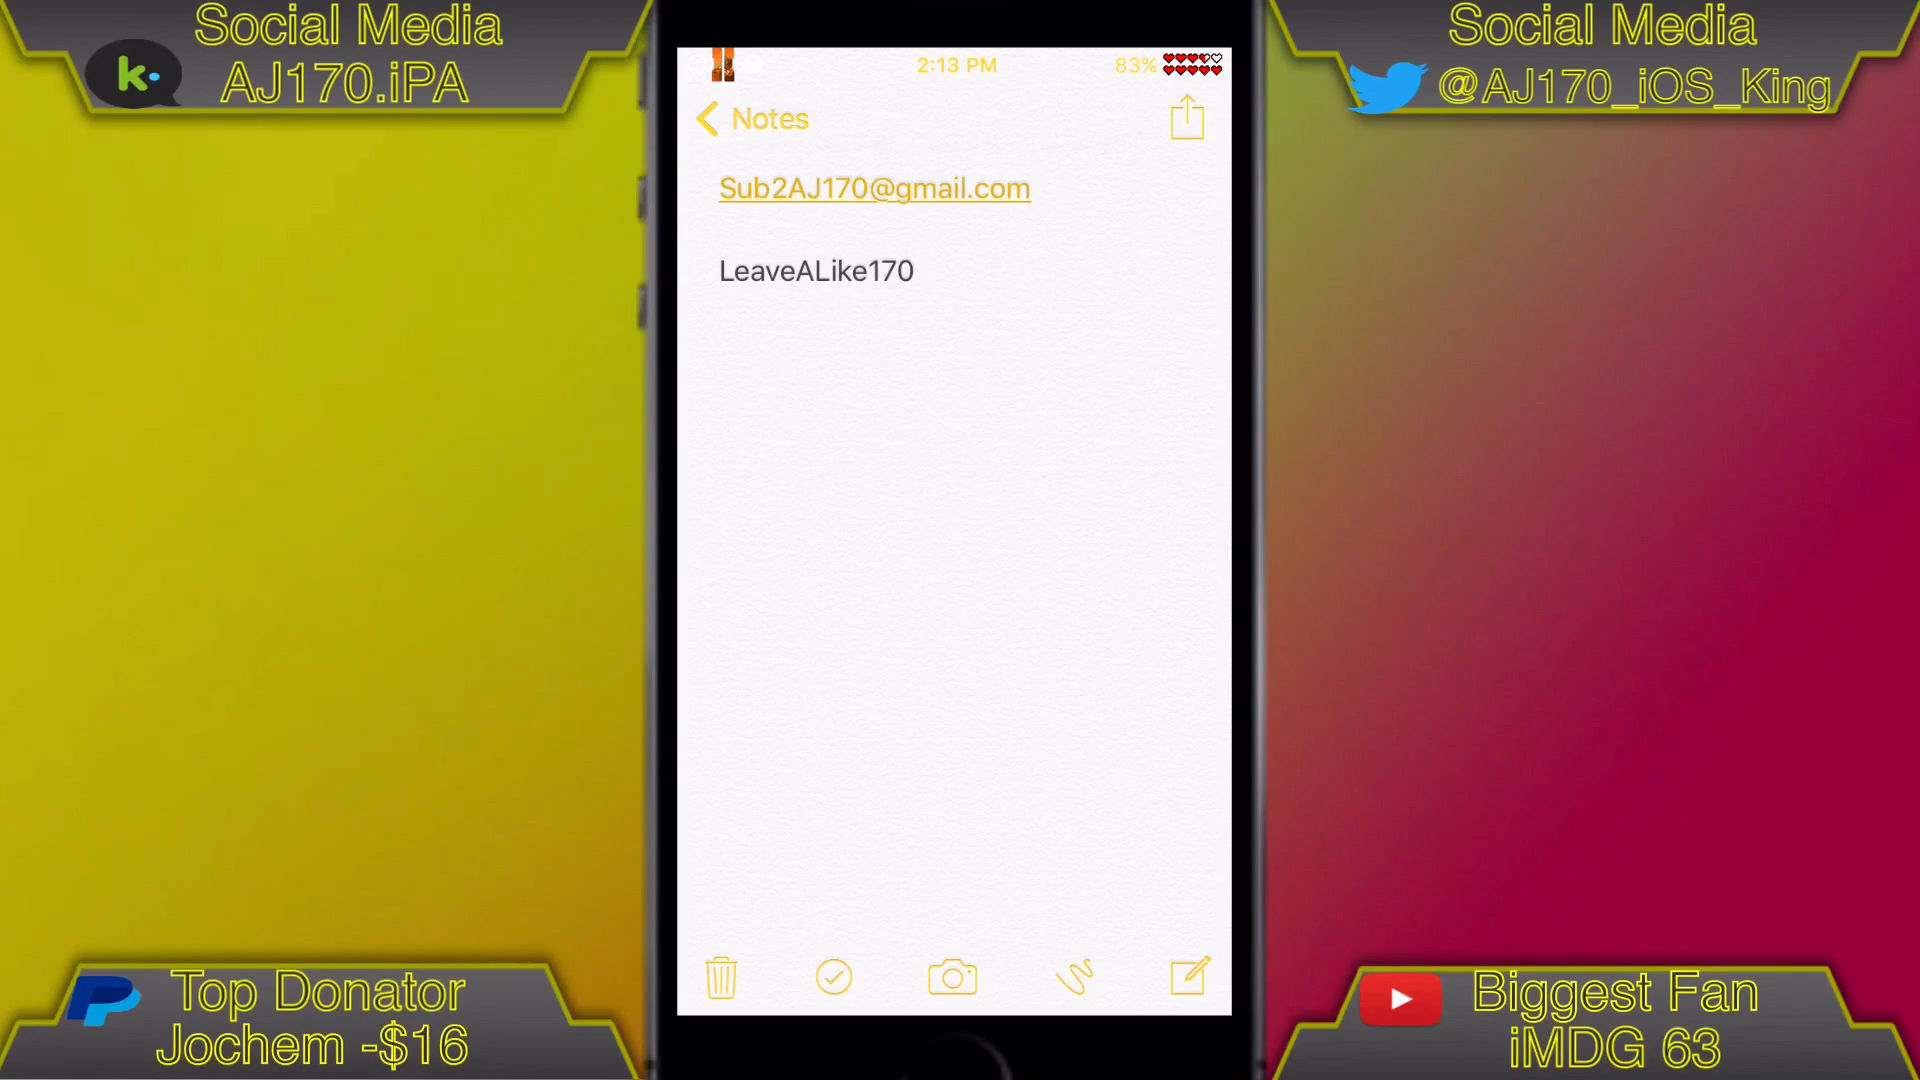 Social Media
AJ170.iPA
Social Media
@AJ170_iOS_King
2:13 PM
83%
Notes
Sub2AJ170@gmail.com
LeaveALike170
Top Donator
Jochem -$16
Biggest Fan
iMDG 63